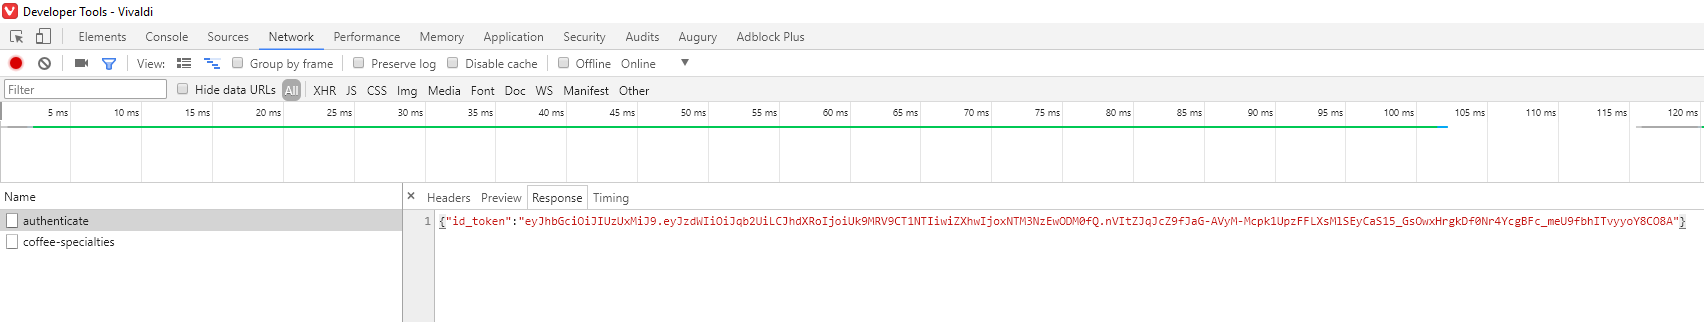 Developer Tools - Vivaldi
Elements Console Sources Network Performance Memory Application Security Audits Augury Adblock Plus
View: Group by frame Preserve log Disable cache Offline Online
Filter Hide data URLs All XHR JS CSS Img Media Font Doc WS Manifest Other
5 ms 10 ms 15 ms 20 ms 25 ms 30 ms 35 ms 40 ms 45 ms 50 ms 55 ms 60 ms 65 ms 70 ms 75 ms 80 ms 85 ms 90 ms 95 ms 100 ms 105 ms 110 ms 115 ms 120 ms
Name × Headers Preview Response Timing
authenticate 1 {"id_token":"eyJhbGciOiJIUzUxMiJ9.eyJzdWIiOiJqb2UiLCJhdXRoIjoiUk9MRV9CT1NTIiwiZXhwIjoxNTM3NzEwODM0fQ.nVItZJqJcZ9fJaG-AVyM-Mcpk1UpzFFLXsMlSEyCaS15_GsOwxHrgkDf0Nr4YcgBFc_meU9fbhITvyyoY8CO8A"}
coffee-specialties